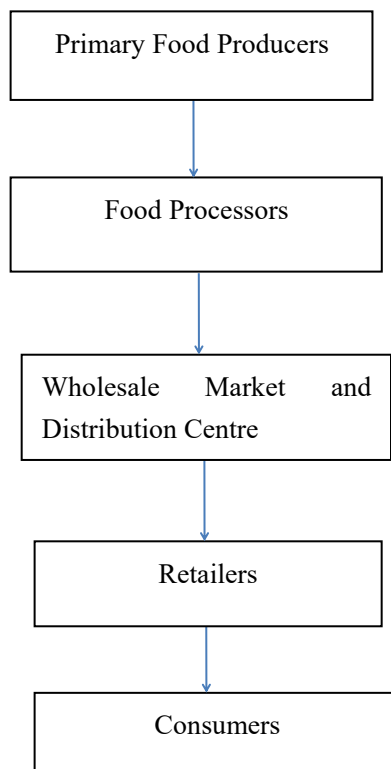 Primary Food Producers
Food Processors
Wholesale Market and
Distribution Centre
Retailers
Consumers